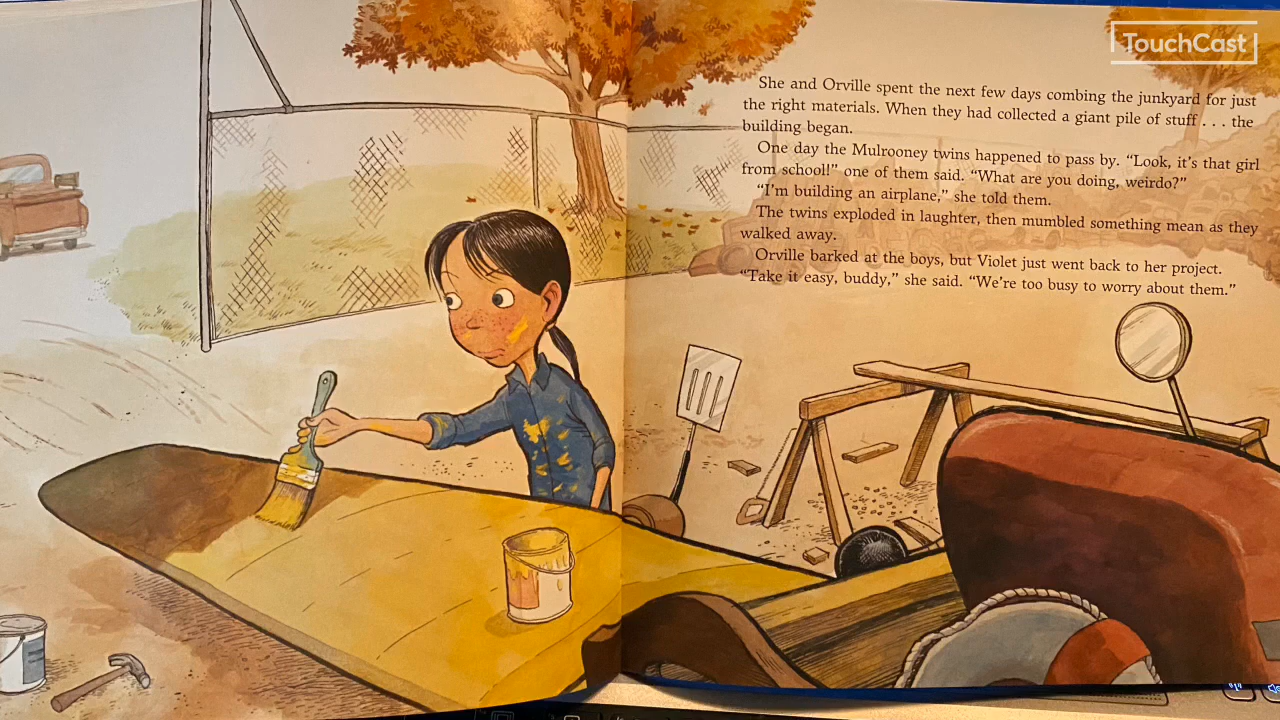 TouchCast
She and Orville spent the next few days combing the junkyard for just
the right materials. When they had collected a giant pile of stuff . . . the
building began.
One day the Mulrooney twins happened to pass by. “Look, it’s that girl
from school!” one of them said. “What are you doing, weirdo?”
“I’m building an airplane,” she told them.
The twins exploded in laughter, then mumbled something mean as they
walked away.
Orville barked at the boys, but Violet just went back to her project.
“Take it easy, buddy,” she said. “We’re too busy to worry about them.”